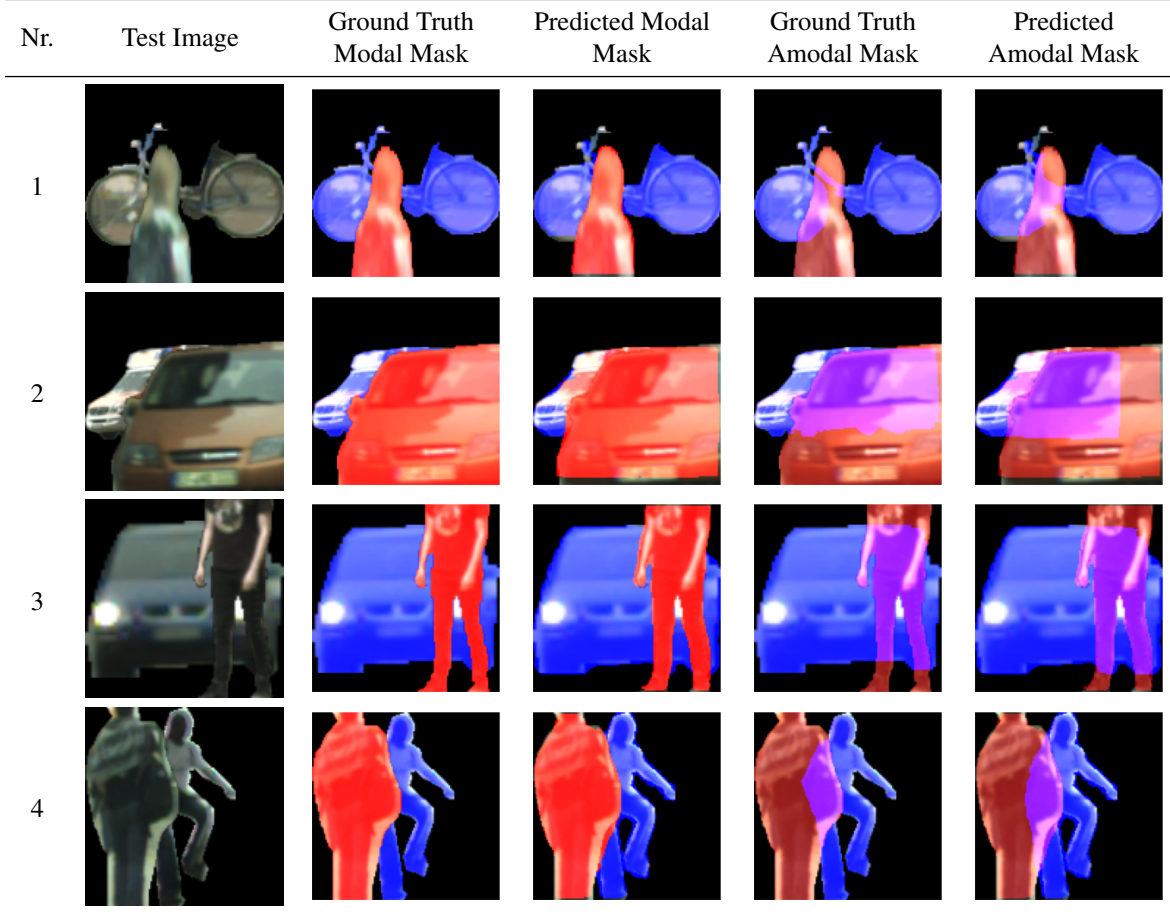 Nr.
Test Image
Ground Truth
Modal Mask
Predicted Modal
Mask
Ground Truth
Amodal Mask
Predicted
Amodal Mask
1
2
3
4